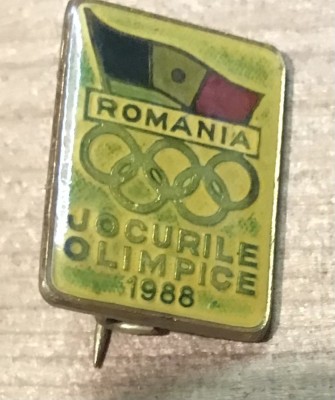 ROMANIA
JOCURILE
OLIMPICE
1988